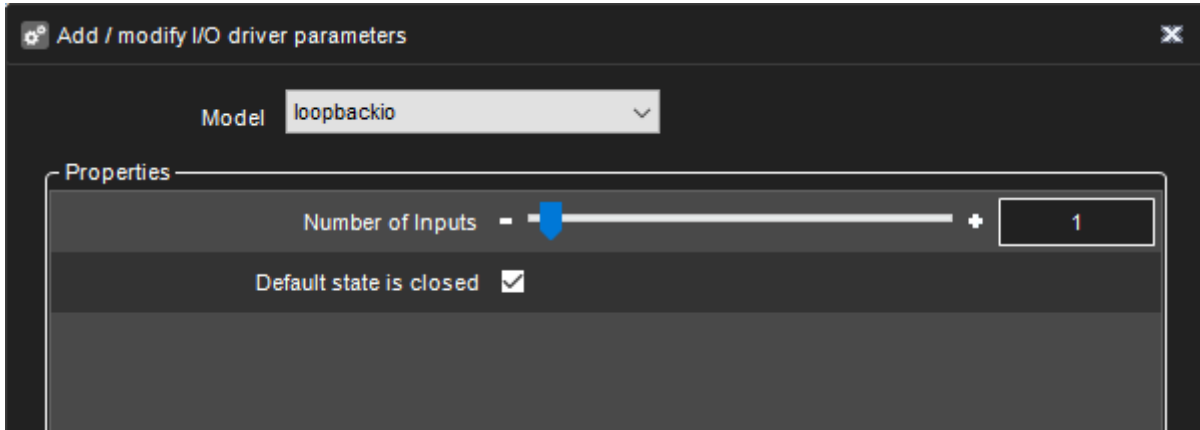 Add / modify I/O driver parameters
Model loopbackio
Properties
Number of Inputs - + 1
Default state is closed